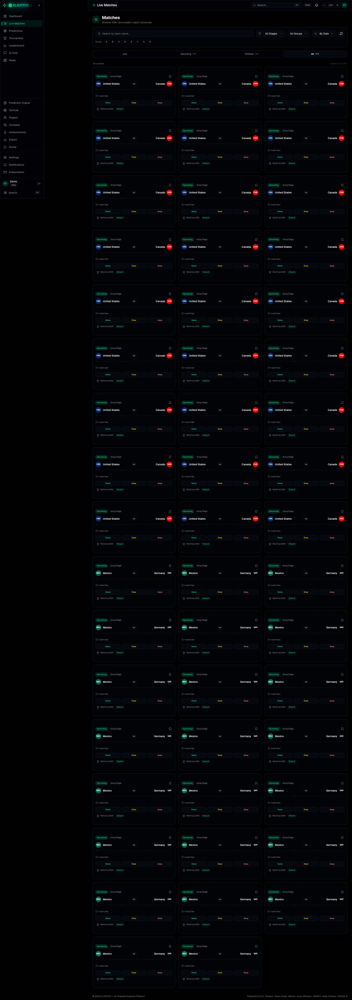 ELASTICO
Dashboard
Live Matches
Predictions
Tournament
Leaderboard
AI Chat
News
Prediction Engine
Tactical
Players
Compare
Achievements
Export
Social
Settings
Notifications
Subscription
DE Demo
FREE
Search ⌘K
Live Matches Search... ⌘K FREE − 100% + DE
Matches
Browse, filter, and predict match outcomes
Search by team name... All Stages All Groups By Date
Groups: A B C D E F G H
Live Upcoming (50) Finished (50) All (50)
50 matches Updated
Upcoming Group Stage Upcoming Group Stage Upcoming Group Stage
USA United States vs Canada CAN USA United States vs Canada CAN USA United States vs Canada CAN
Invalid Date Invalid Date Invalid Date
Home Draw Away Home Draw Away Home Draw Away
World Cup 2026 Group A World Cup 2026 Group A World Cup 2026 Group A
Upcoming Group Stage Upcoming Group Stage Upcoming Group Stage
USA United States vs Canada CAN USA United States vs Canada CAN USA United States vs Canada CAN
Invalid Date Invalid Date Invalid Date
Home Draw Away Home Draw Away Home Draw Away
World Cup 2026 Group A World Cup 2026 Group A World Cup 2026 Group A
Upcoming Group Stage Upcoming Group Stage Upcoming Group Stage
USA United States vs Canada CAN USA United States vs Canada CAN USA United States vs Canada CAN
Invalid Date Invalid Date Invalid Date
Home Draw Away Home Draw Away Home Draw Away
World Cup 2026 Group A World Cup 2026 Group A World Cup 2026 Group A
Upcoming Group Stage Upcoming Group Stage Upcoming Group Stage
USA United States vs Canada CAN USA United States vs Canada CAN USA United States vs Canada CAN
Invalid Date Invalid Date Invalid Date
Home Draw Away Home Draw Away Home Draw Away
World Cup 2026 Group A World Cup 2026 Group A World Cup 2026 Group A
Upcoming Group Stage Upcoming Group Stage Upcoming Group Stage
USA United States vs Canada CAN USA United States vs Canada CAN USA United States vs Canada CAN
Invalid Date Invalid Date Invalid Date
Home Draw Away Home Draw Away Home Draw Away
World Cup 2026 Group A World Cup 2026 Group A World Cup 2026 Group A
Upcoming Group Stage Upcoming Group Stage Upcoming Group Stage
USA United States vs Canada CAN USA United States vs Canada CAN USA United States vs Canada CAN
Invalid Date Invalid Date Invalid Date
Home Draw Away Home Draw Away Home Draw Away
World Cup 2026 Group A World Cup 2026 Group A World Cup 2026 Group A
Upcoming Group Stage Upcoming Group Stage Upcoming Group Stage
USA United States vs Canada CAN USA United States vs Canada CAN USA United States vs Canada CAN
Invalid Date Invalid Date Invalid Date
Home Draw Away Home Draw Away Home Draw Away
World Cup 2026 Group A World Cup 2026 Group A World Cup 2026 Group A
Upcoming Group Stage Upcoming Group Stage Upcoming Group Stage
USA United States vs Canada CAN USA United States vs Canada CAN USA United States vs Canada CAN
Invalid Date Invalid Date Invalid Date
Home Draw Away Home Draw Away Home Draw Away
World Cup 2026 Group A World Cup 2026 Group A World Cup 2026 Group A
Upcoming Group Stage Upcoming Group Stage Upcoming Group Stage
USA United States vs Canada CAN USA United States vs Canada CAN USA United States vs Canada CAN
Invalid Date Invalid Date Invalid Date
Home Draw Away Home Draw Away Home Draw Away
World Cup 2026 Group A World Cup 2026 Group A World Cup 2026 Group A
Upcoming Group Stage Upcoming Group Stage Upcoming Group Stage
MEX Mexico vs Germany GER MEX Mexico vs Germany GER MEX Mexico vs Germany GER
Invalid Date Invalid Date Invalid Date
Home Draw Away Home Draw Away Home Draw Away
World Cup 2026 Group A World Cup 2026 Group A World Cup 2026 Group A
Upcoming Group Stage Upcoming Group Stage Upcoming Group Stage
MEX Mexico vs Germany GER MEX Mexico vs Germany GER MEX Mexico vs Germany GER
Invalid Date Invalid Date Invalid Date
Home Draw Away Home Draw Away Home Draw Away
World Cup 2026 Group A World Cup 2026 Group A World Cup 2026 Group A
Upcoming Group Stage Upcoming Group Stage Upcoming Group Stage
MEX Mexico vs Germany GER MEX Mexico vs Germany GER MEX Mexico vs Germany GER
Invalid Date Invalid Date Invalid Date
Home Draw Away Home Draw Away Home Draw Away
World Cup 2026 Group A World Cup 2026 Group A World Cup 2026 Group A
Upcoming Group Stage Upcoming Group Stage Upcoming Group Stage
MEX Mexico vs Germany GER MEX Mexico vs Germany GER MEX Mexico vs Germany GER
Invalid Date Invalid Date Invalid Date
Home Draw Away Home Draw Away Home Draw Away
World Cup 2026 Group A World Cup 2026 Group A World Cup 2026 Group A
Upcoming Group Stage Upcoming Group Stage Upcoming Group Stage
MEX Mexico vs Germany GER MEX Mexico vs Germany GER MEX Mexico vs Germany GER
Invalid Date Invalid Date Invalid Date
Home Draw Away Home Draw Away Home Draw Away
World Cup 2026 Group A World Cup 2026 Group A World Cup 2026 Group A
Upcoming Group Stage Upcoming Group Stage Upcoming Group Stage
MEX Mexico vs Germany GER MEX Mexico vs Germany GER MEX Mexico vs Germany GER
Invalid Date Invalid Date Invalid Date
Home Draw Away Home Draw Away Home Draw Away
World Cup 2026 Group A World Cup 2026 Group A World Cup 2026 Group A
Upcoming Group Stage Upcoming Group Stage Upcoming Group Stage
MEX Mexico vs Germany GER MEX Mexico vs Germany GER MEX Mexico vs Germany GER
Invalid Date Invalid Date Invalid Date
Home Draw Away Home Draw Away Home Draw Away
World Cup 2026 Group A World Cup 2026 Group A World Cup 2026 Group A
Upcoming Group Stage Upcoming Group Stage
MEX Mexico vs Germany GER MEX Mexico vs Germany GER
Invalid Date Invalid Date
Home Draw Away Home Draw Away
World Cup 2026 Group A World Cup 2026 Group A
© 2026 ELASTICO — AI-Powered Analytics Platform Powered by ELO · Poisson · Dixon-Coles · Merton Jump-Diffusion · GARCH · Kelly Criterion · NVIDIA AI